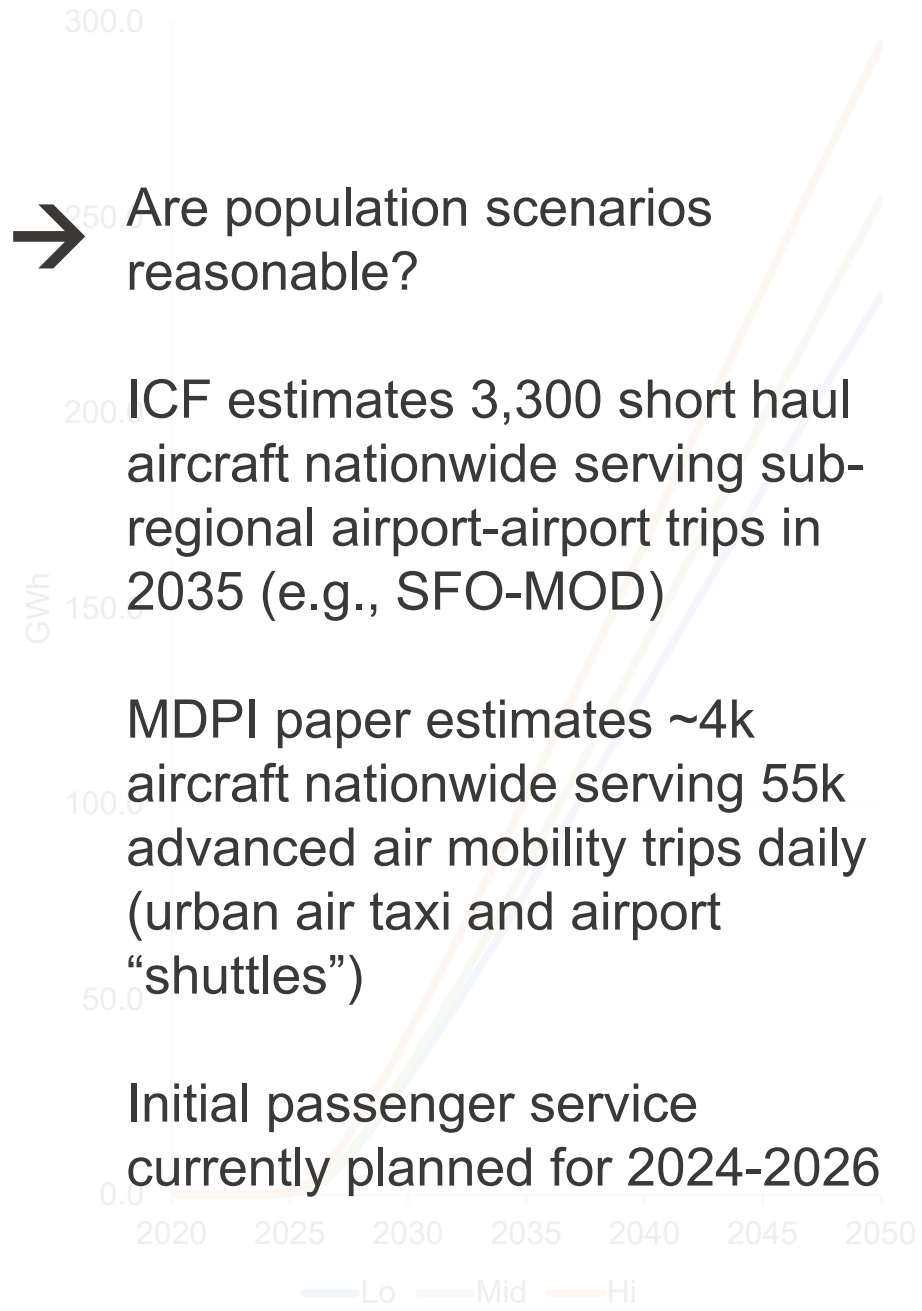 300.0
→ Are population scenarios
250.0
reasonable?
ICF estimates 3,300 short haul
200.0
aircraft nationwide serving sub-
regional airport-airport trips in
2035 (e.g., SFO-MOD)
GWh
150.0
MDPI paper estimates ~4k
aircraft nationwide serving 55k
100.0
advanced air mobility trips daily
(urban air taxi and airport
“shuttles”)
50.0
Initial passenger service
currently planned for 2024-2026
0.0
2020 2025 2030 2035 2040 2045 2050
Lo Mid Hi